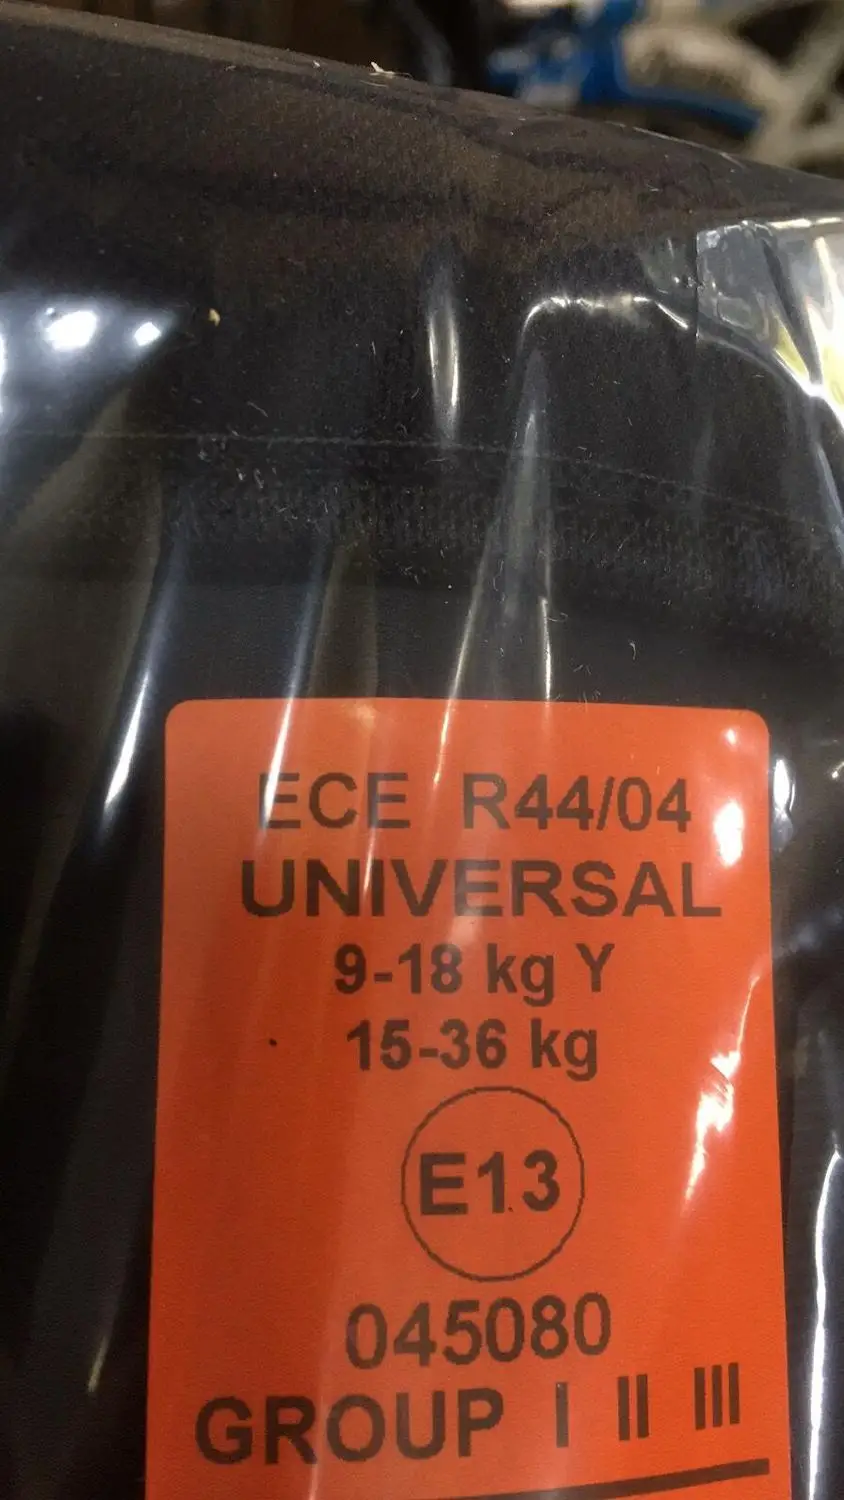 ECE R44/04
UNIVERSAL
9-18 kg Y
15-36 kg
E13
045080
GROUP I II III